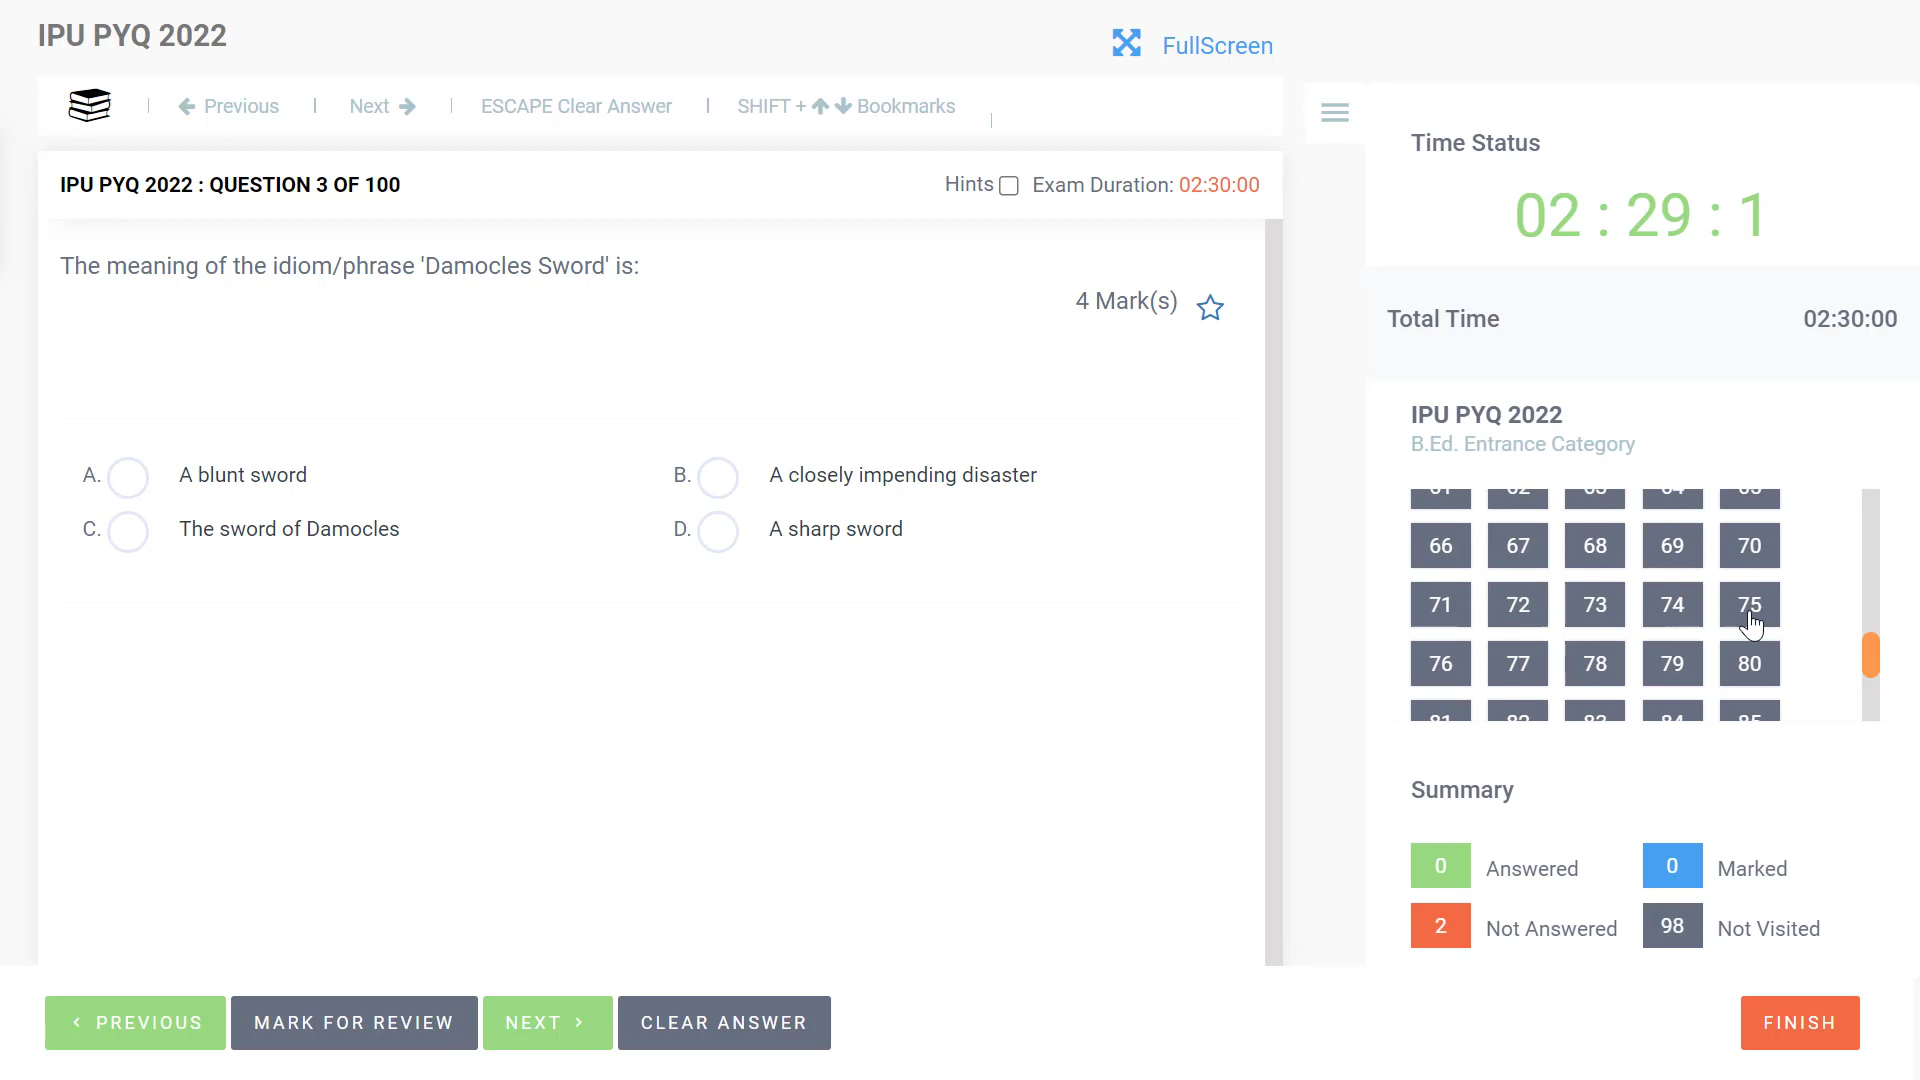 IPU PYQ 2022
FullScreen
Previous
Next
ESCAPE Clear Answer
SHIFT + Bookmarks
IPU PYQ 2022 : QUESTION 3 OF 100
Hints
Exam Duration: 02:30:00
The meaning of the idiom/phrase 'Damocles Sword' is:
4 Mark(s)
A. A blunt sword
B. A closely impending disaster
C. The sword of Damocles
D. A sharp sword
Time Status
02 : 29 : 1
Total Time 02:30:00
IPU PYQ 2022
B.Ed. Entrance Category
66 67 68 69 70
71 72 73 74 75
76 77 78 79 80
Summary
0 Answered 0 Marked
2 Not Answered 98 Not Visited
PREVIOUS
MARK FOR REVIEW
NEXT
CLEAR ANSWER
FINISH